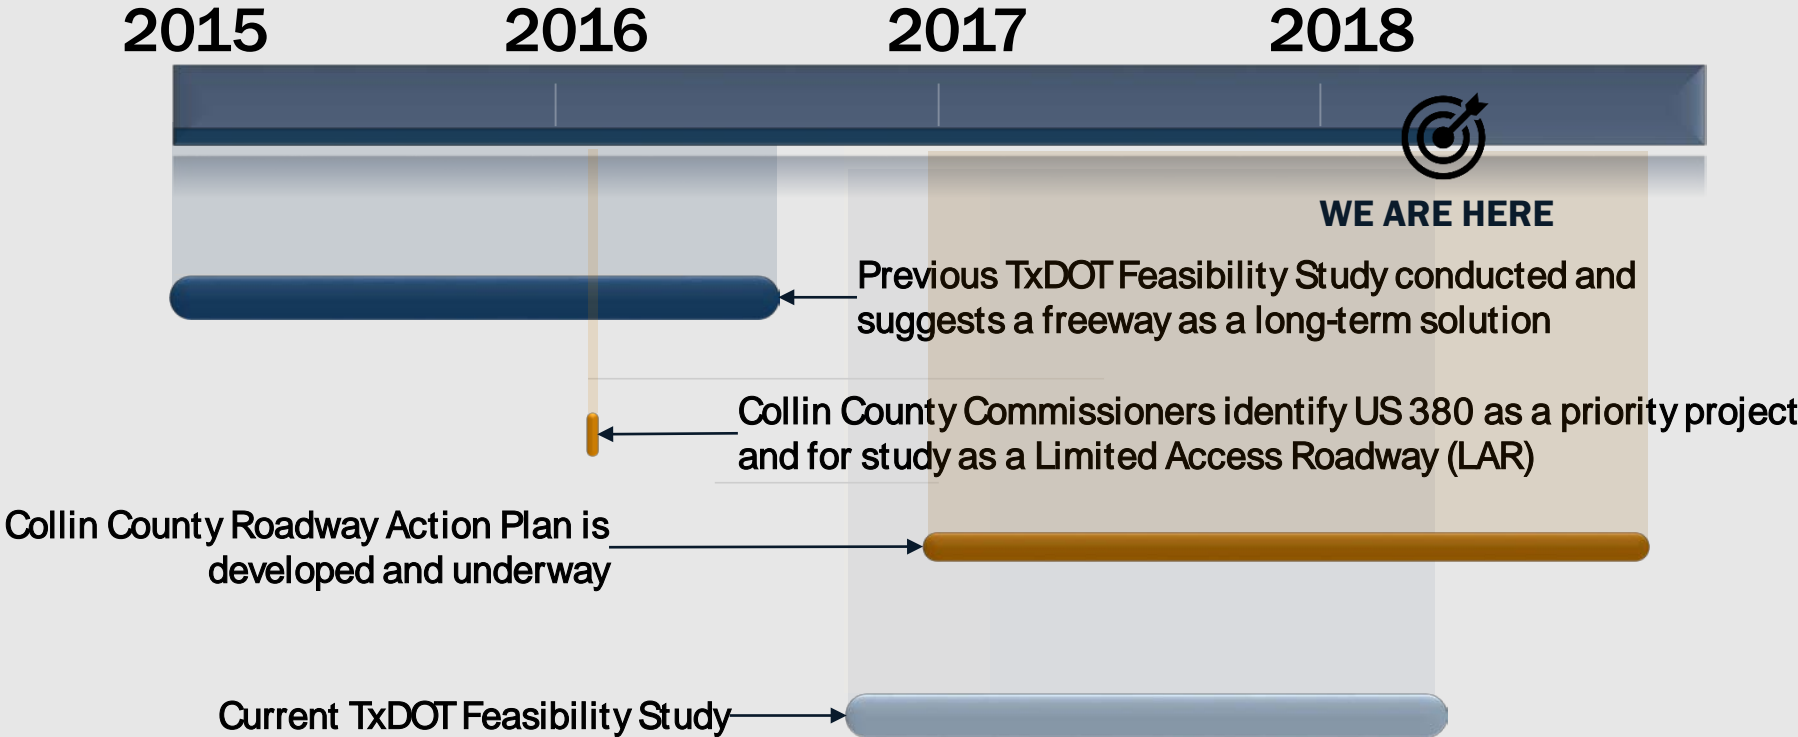 2015 2016 2017 2018
WE ARE HERE
Previous TxDOT Feasibility Study conducted and
suggests a freeway as a long-term solution
Collin County Commissioners identify US 380 as a priority project
and for study as a Limited Access Roadway (LAR)
Collin County Roadway Action Plan is
developed and underway
Current TxDOT Feasibility Study